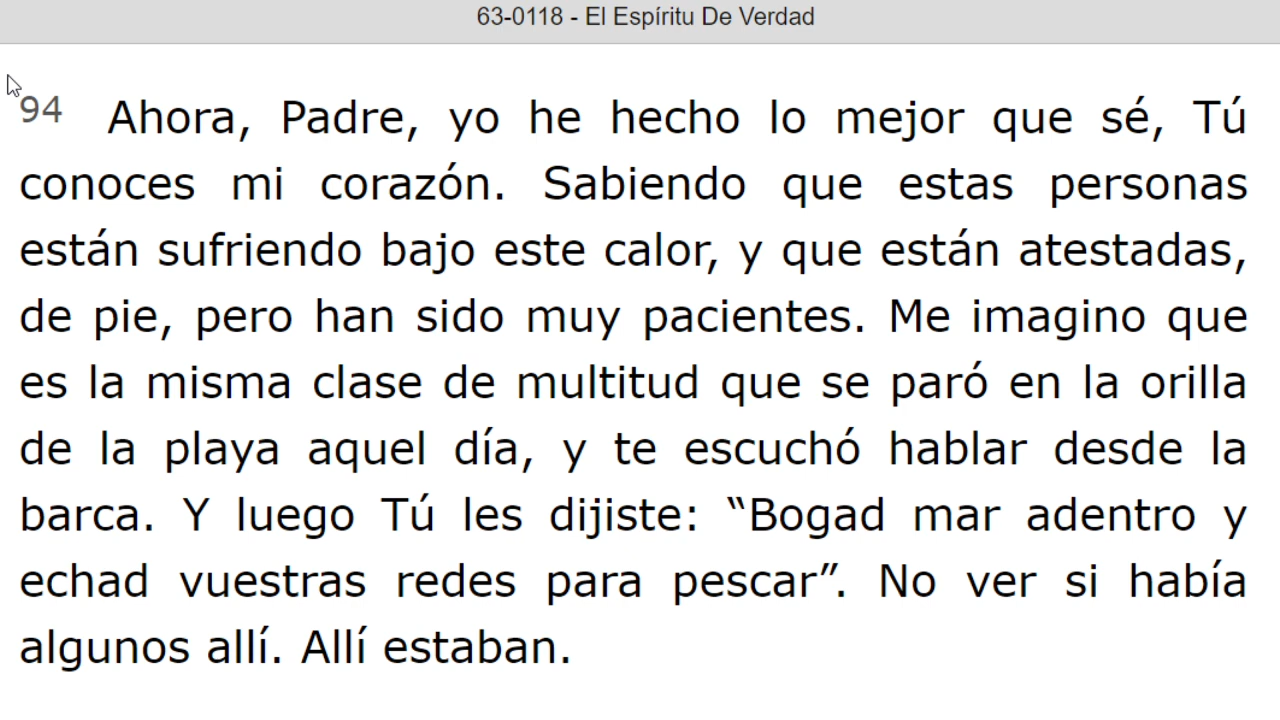 63-0118 - El Espíritu De Verdad
94 Ahora, Padre, yo he hecho lo mejor que sé, Tú
conoces mi corazón. Sabiendo que estas personas
están sufriendo bajo este calor, y que están atestadas,
de pie, pero han sido muy pacientes. Me imagino que
es la misma clase de multitud que se paró en la orilla
de la playa aquel día, y te escuchó hablar desde la
barca. Y luego Tú les dijiste: “Bogad mar adentro y
echad vuestras redes para pescar”. No ver si había
algunos allí. Allí estaban.